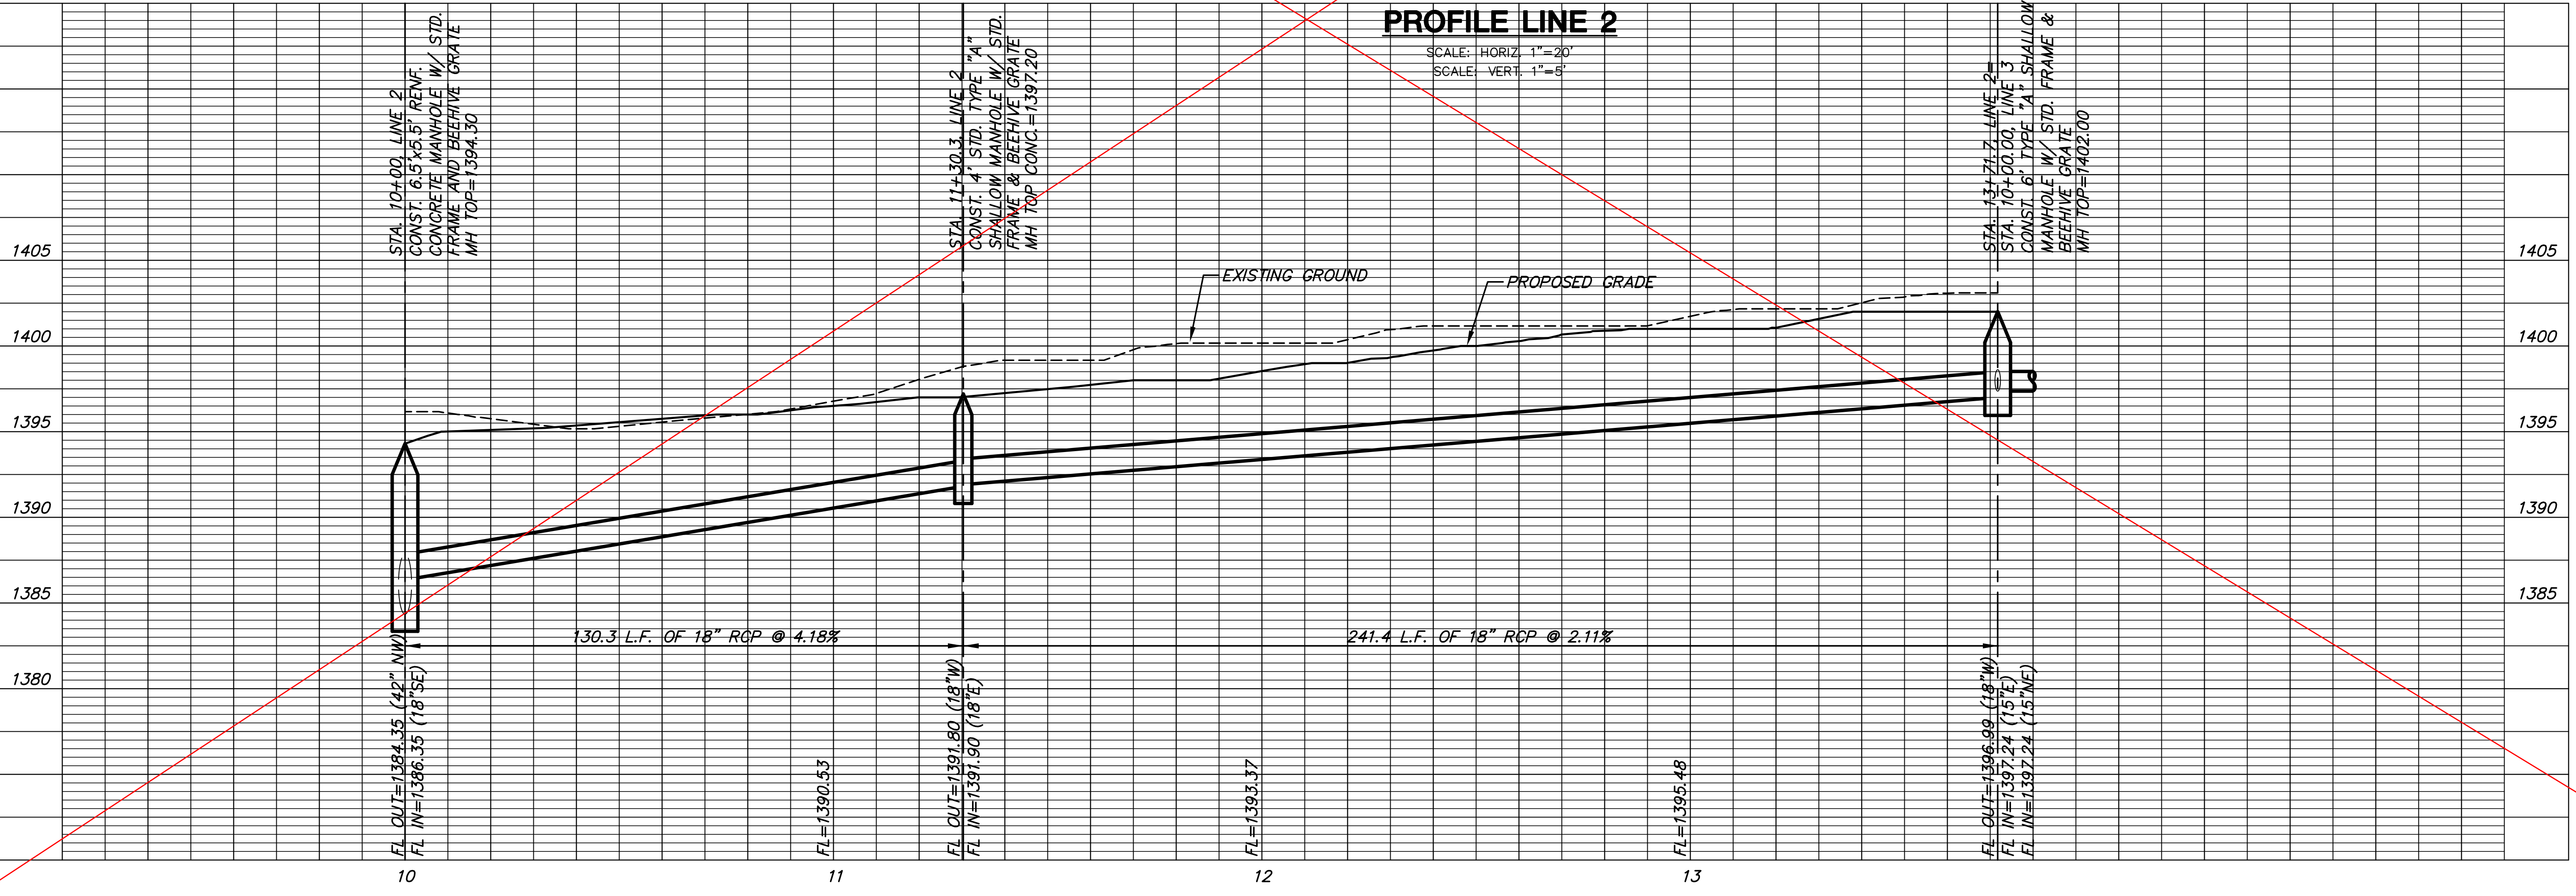 PROFILE LINE 2
SCALE: HORIZ. 1"=20'
SCALE: VERT. 1"=5'
STA. 10+00, LINE 2
CONST. 6.5'x5.5' RENF.
CONCRETE MANHOLE W/ STD.
FRAME AND BEEHIVE GRATE
MH TOP=1394.30
STA. 11+30.3, LINE 2
CONST. 4' STD. TYPE "A"
SHALLOW MANHOLE W/ STD.
FRAME & BEEHIVE GRATE
MH TOP CONC.=1397.20
STA. 13+71.7, LINE 2=
STA. 10+00.00, LINE 3
CONST. 6' TYPE "A" SHALLOW
MANHOLE W/ STD. FRAME &
BEEHIVE GRATE
MH TOP=1402.00
1405
1405
EXISTING GROUND
PROPOSED GRADE
1400
1400
1395
1395
1390
1390
1385
1385
130.3 L.F. OF 18" RCP @ 4.18%
241.4 L.F. OF 18" RCP @ 2.11%
1380
1380
FL OUT=1384.35 (42" NW)
FL IN=1386.35 (18"SE)
FL=1390.53
FL OUT=1391.80 (18"W)
FL IN=1391.90 (18"E)
FL=1393.37
FL=1395.48
FL OUT=1396.99 (18"W)
FL IN=1397.24 (15"E)
FL IN=1397.24 (15"NE)
10
11
12
13